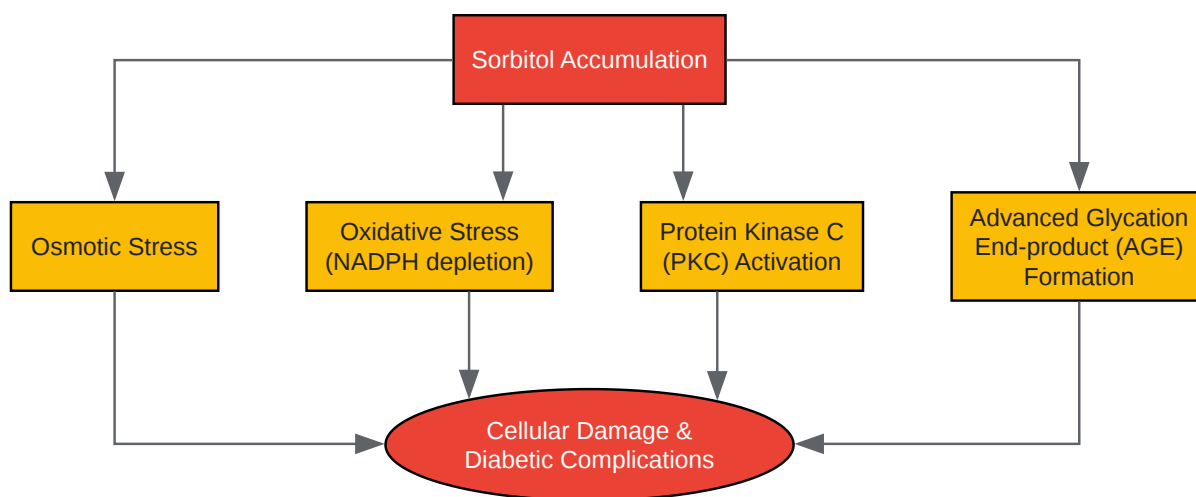 Sorbitol Accumulation
Osmotic Stress
Oxidative Stress
(NADPH depletion)
Protein Kinase C
(PKC) Activation
Advanced Glycation
End-product (AGE)
Formation
Cellular Damage &
Diabetic Complications